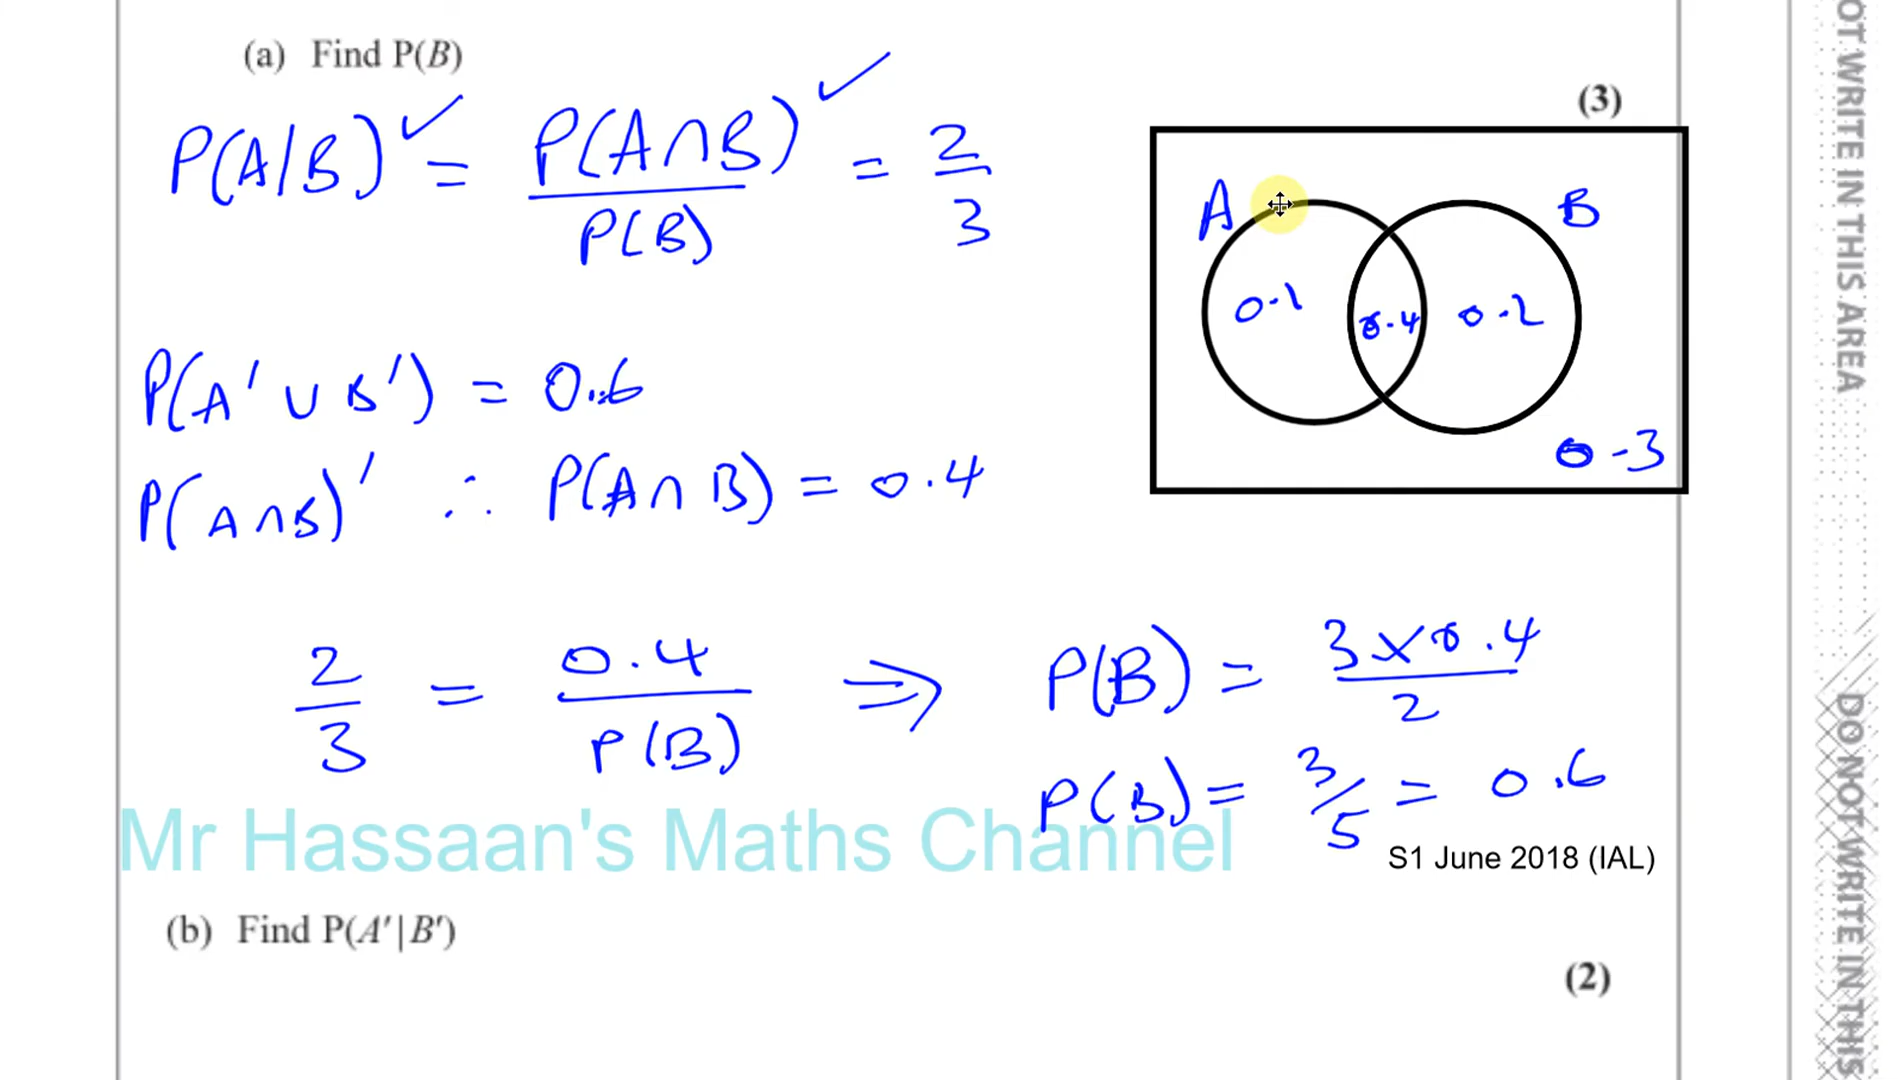 (a) Find P(B)
(3)
P(A/B) ✓ = P(A∩B) ✓ / P(B) = 2/3
A
B
0.1
0.4
0.2
0.3
P(A' ∪ B') = 0.6
P(A∩B)' ∴ P(A∩B) = 0.4
2/3 = 0.4/P(B) ⇒ P(B) = 3×0.4/2
P(B) = 3/5 = 0.6
Mr Hassaan's Maths Channel
S1 June 2018 (IAL)
(b) Find P(A'|B')
(2)
OT WRITE IN THIS AREA
DO NOT WRITE IN THIS